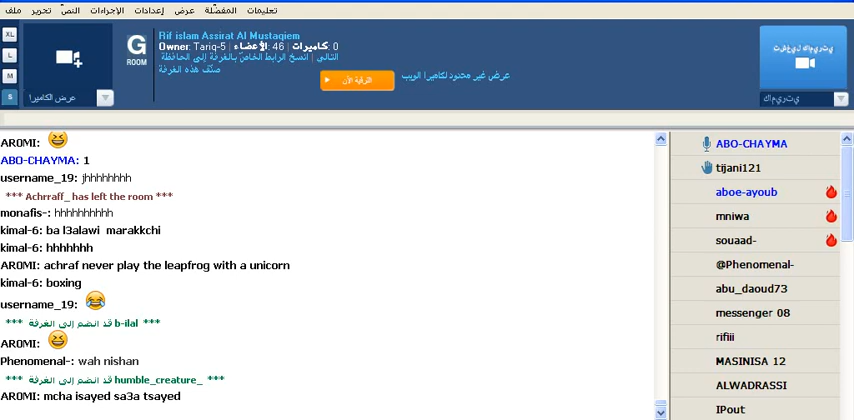 ملف تحرير النصّ الإجراءات إعدادات عرض المفضّلة تعليمات
XL
L
M
S
عرض الكاميرا
G
ROOM
Rif islam Assirat Al Mustaqiem
Owner: Tariq-5 | الأعضاء: 46 | كاميرات: 0
التالي | انسخ الرابط الخاصّ بالغرفة إلى الحافظة
صنّف هذه الغرفة
الترقية الآن
عرض غير محدود لكاميرا الويب
AR0MI:
ABO-CHAYMA: 1
username_19: jhhhhhhhh
*** Achrraff_ has left the room ***
monafis-: hhhhhhhhhh
kimal-6: ba l3alawi marakkchi
kimal-6: hhhhhhh
AR0MI: achraf never play the leapfrog with a unicorn
kimal-6: boxing
username_19:
*** قد انضم إلى الغرفة b-ilal ***
AR0MI:
Phenomenal-: wah nishan
*** قد انضم إلى الغرفة humble_creature_ ***
AR0MI: mcha isayed sa3a tsayed
ABO-CHAYMA
tijani121
aboe-ayoub
mniwa
souaad-
@Phenomenal-
abu_daoud73
messenger 08
rifiii
MASINISA 12
ALWADRASSI
IPout